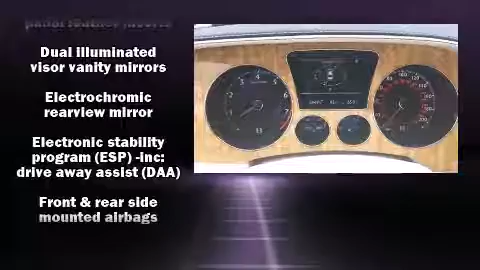 Dual illuminated
visor vanity mirrors
Electrochromic
rearview mirror
Electronic stability
program (ESP) -inc:
drive away assist (DAA)
Front & rear side
mounted airbags